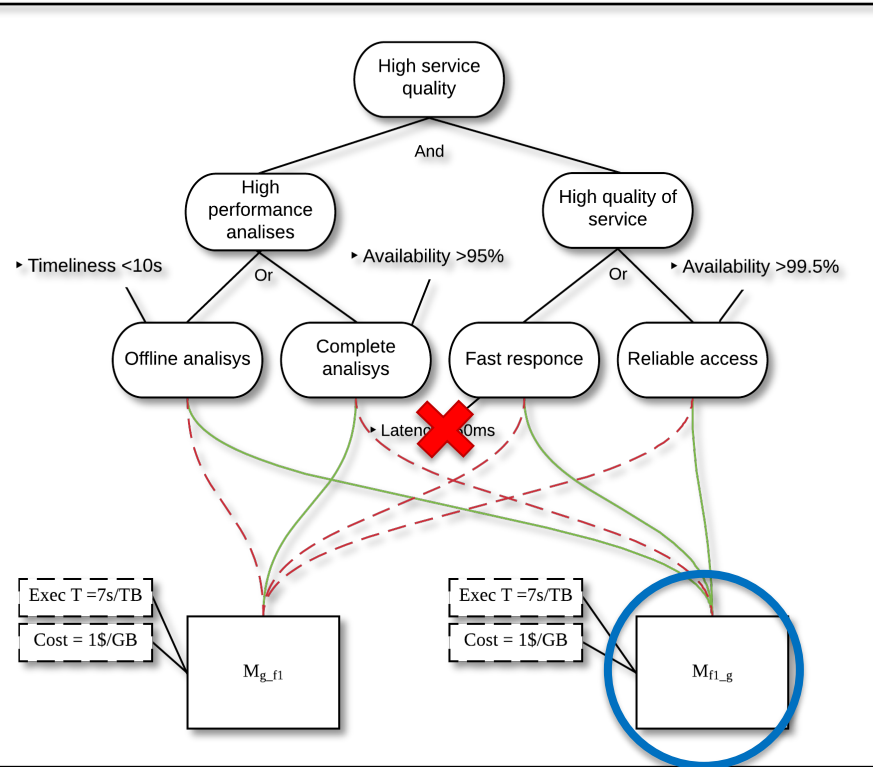 High service
quality
And
High
performance
analises
High quality of
service
‣ Timeliness <10s
Or
‣ Availability >95%
Or
‣ Availability >99.5%
Offline analisys
Complete
analisys
Fast responce
Reliable access
‣
Exec T =7s/TB
Cost = 1$/GB
Mg_f1
Exec T =7s/TB
Cost = 1$/GB
Mf1_g